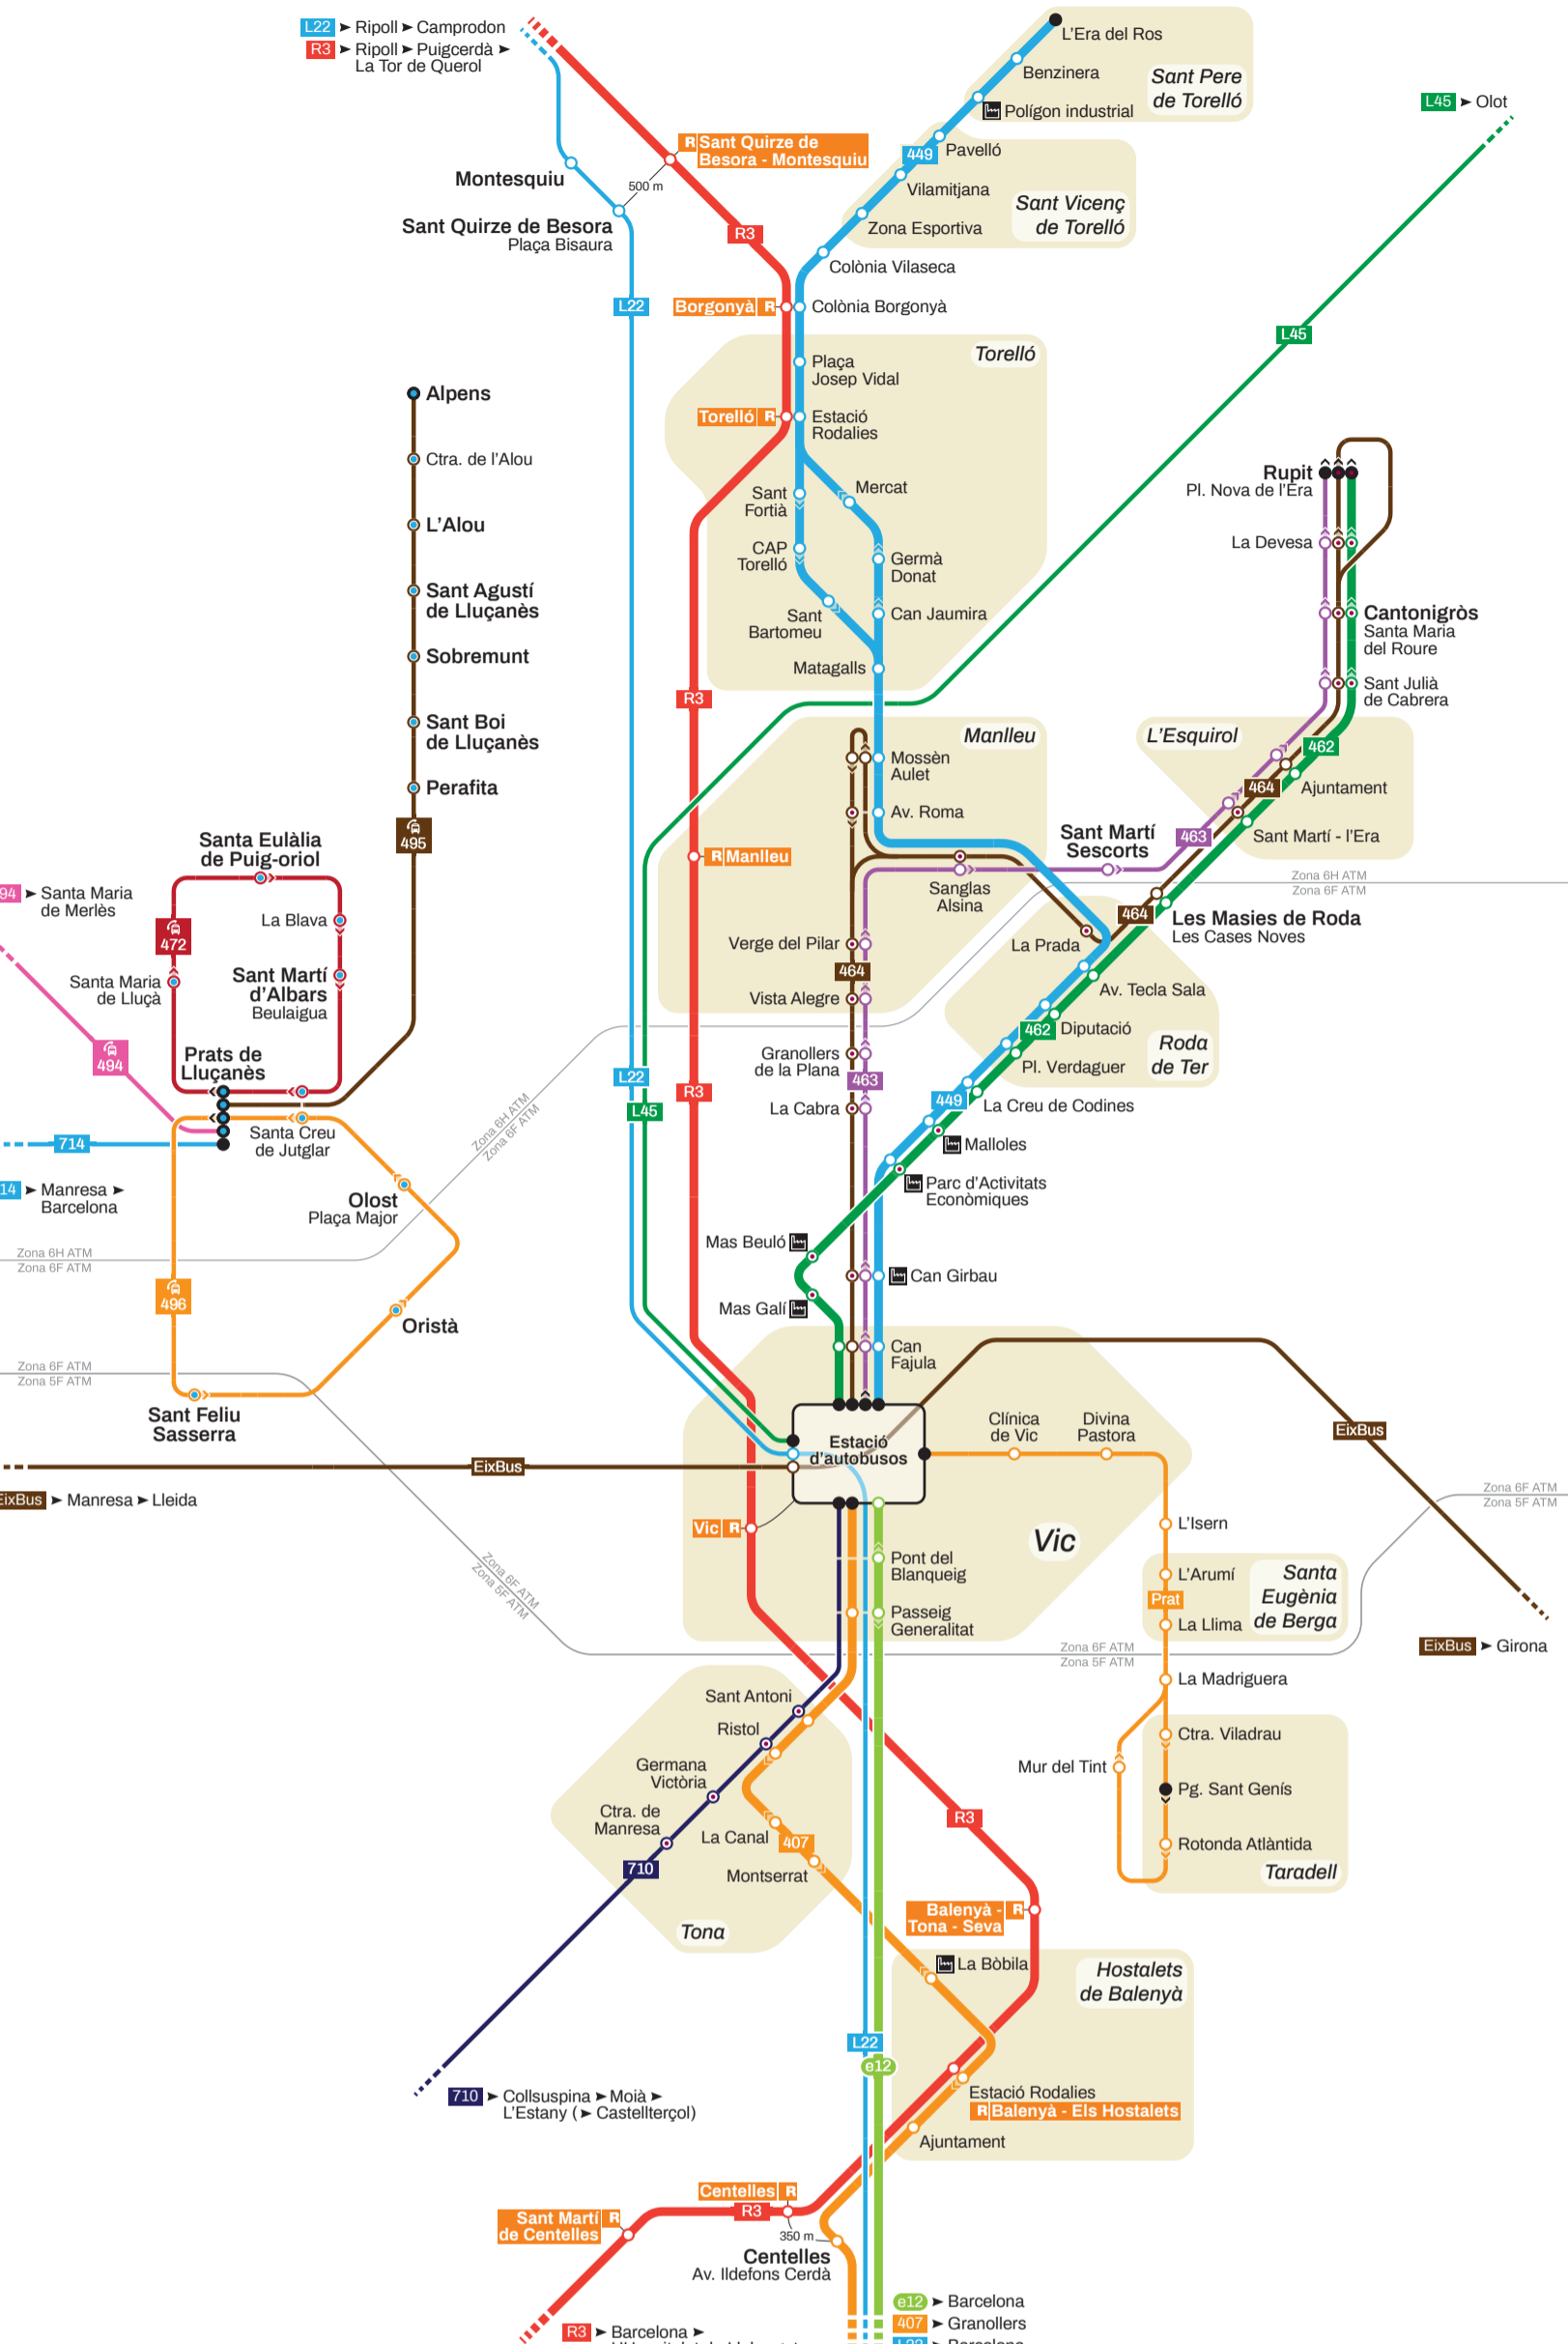 L22 ➤ Ripoll ➤ Camprodon
R3 ➤ Ripoll ➤ Puigcerdà ➤
La Tor de Querol
L'Era del Ros
Benzinera
Polígon industrial
Sant Pere
de Torelló
449
Pavelló
Vilamitjana
Zona Esportiva
Sant Vicenç
de Torelló
Colònia Vilaseca
L45 ➤ Olot
R Sant Quirze de
Besora - Montesquiu
500 m
Montesquiu
Sant Quirze de Besora
Plaça Bisaura
R3
L22
Borgonyà R
Colònia Borgonyà
L45
Torelló
Plaça
Josep Vidal
Torelló R
Estació
Rodalies
Sant
Fortià
Mercat
CAP
Torelló
Germà
Donat
Sant
Bartomeu
Can Jaumira
Matagalls
R3
Alpens
Ctra. de l'Alou
L'Alou
Sant Agustí
de Lluçanès
Sobremunt
Sant Boi
de Lluçanès
Perafita
495
Rupit
Pl. Nova de l'Era
La Devesa
Cantonigròs
Santa Maria
del Roure
Sant Julià
de Cabrera
L'Esquirol
462
Ajuntament
464
Sant Martí - l'Era
463
Manlleu
Mossèn
Aulet
Av. Roma
R Manlleu
Sant Martí
Sescorts
Sanglas
Alsina
Zona 6H ATM
Zona 6F ATM
464
Les Masies de Roda
Les Cases Noves
La Prada
Verge del Pilar
464
Vista Alegre
Av. Tecla Sala
462
Diputació
Roda
de Ter
Pl. Verdaguer
Granollers
de la Plana
463
La Cabra
449
La Creu de Codines
Malloles
Parc d'Activitats
Econòmiques
Mas Beuló
Can Girbau
Mas Galí
Can
Fajula
Santa Eulàlia
de Puig-oriol
94 ➤ Santa Maria
de Merlès
472
La Blava
Santa Maria
de Lluçà
Sant Martí
d'Albars
Beulaigua
494
Prats de
Lluçanès
Santa Creu
de Jutglar
714
14 ➤ Manresa ➤
Barcelona
Olost
Plaça Major
Zona 6H ATM
Zona 6F ATM
Zona 6H ATM
Zona 6F ATM
496
Oristà
Zona 6F ATM
Zona 5F ATM
Sant Feliu
Sasserra
L22
L45
R3
EixBus
EixBus ➤ Manresa ➤ Lleida
Estació
d'autobusos
Clínica
de Vic
Divina
Pastora
EixBus
Zona 6F ATM
Zona 5F ATM
Vic R
Vic
Pont del
Blanqueig
Passeig
Generalitat
L'Isern
L'Arumí
Prat
La Llima
Santa
Eugènia
de Berga
EixBus ➤ Girona
Zona 6F ATM
Zona 5F ATM
Zona 6F ATM
Zona 5F ATM
La Madriguera
Ctra. Viladrau
Mur del Tint
Pg. Sant Genís
Rotonda Atlàntida
Taradell
Sant Antoni
Ristol
Germana
Victòria
Ctra. de
Manresa
La Canal
407
Montserrat
710
Tona
R3
Balenyà -
Tona - Seva R
La Bòbila
Hostalets
de Balenyà
L22
e12
Estació Rodalies
R Balenyà - Els Hostalets
Ajuntament
710 ➤ Collsuspina ➤ Moià ➤
L'Estany (➤ Castellterçol)
Centelles R
R3
Sant Martí
de Centelles R
350 m
Centelles
Av. Ildefons Cerdà
e12 ➤ Barcelona
407 ➤ Granollers
L22 ➤ Barcelona
R3 ➤ Barcelona ➤